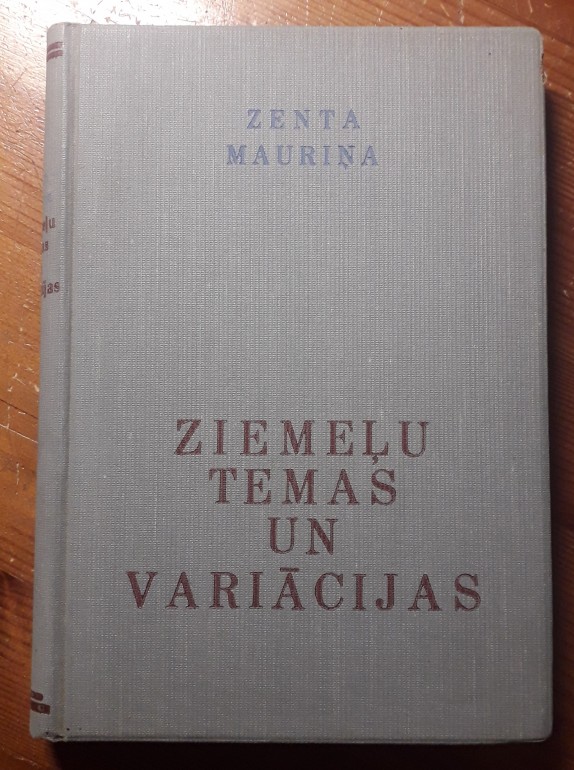 ZENTA
MAURIŅA
ZIEMEĻU
TEMAS
UN
VARIĀCIJAS